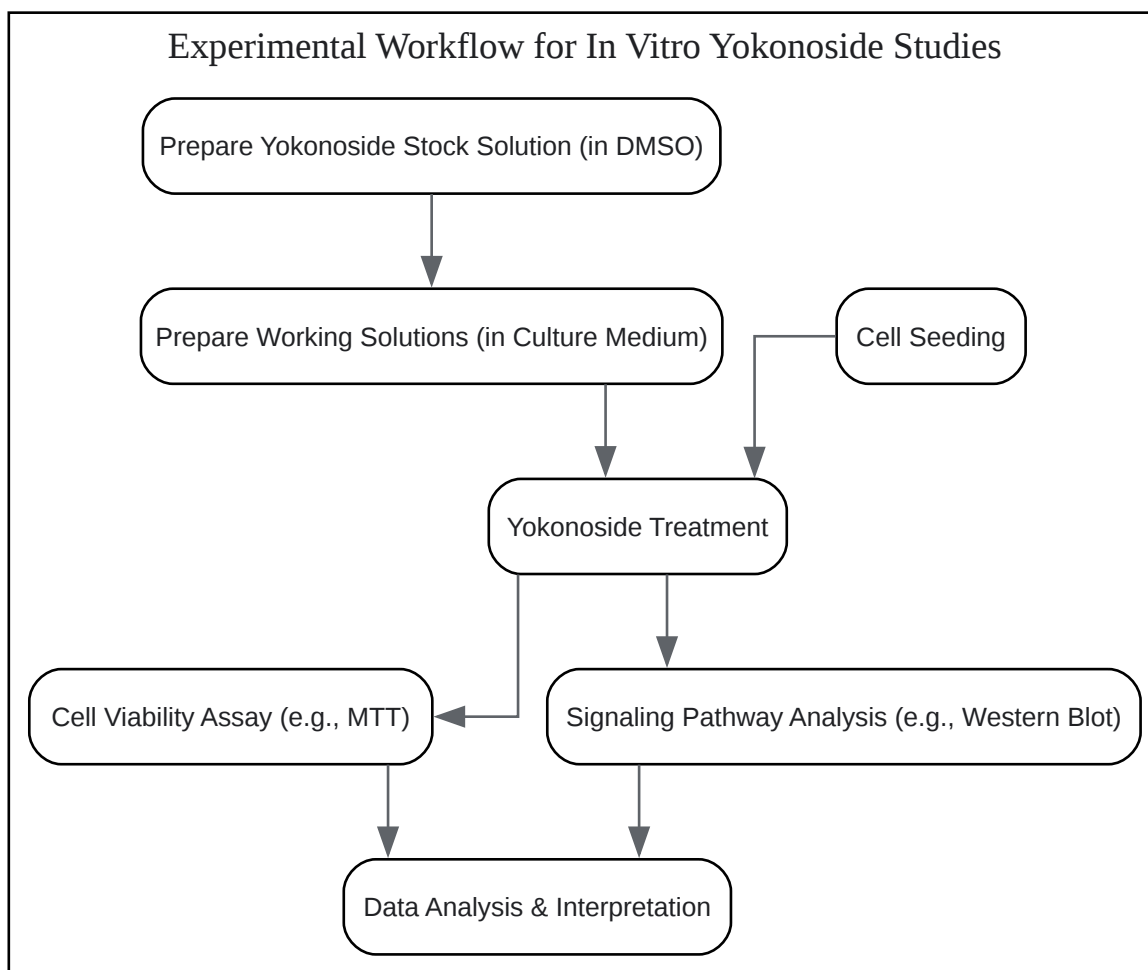 Experimental Workflow for In Vitro Yokonoside Studies
Prepare Yokonoside Stock Solution (in DMSO)
Prepare Working Solutions (in Culture Medium)
Cell Seeding
Yokonoside Treatment
Cell Viability Assay (e.g., MTT)
Signaling Pathway Analysis (e.g., Western Blot)
Data Analysis & Interpretation